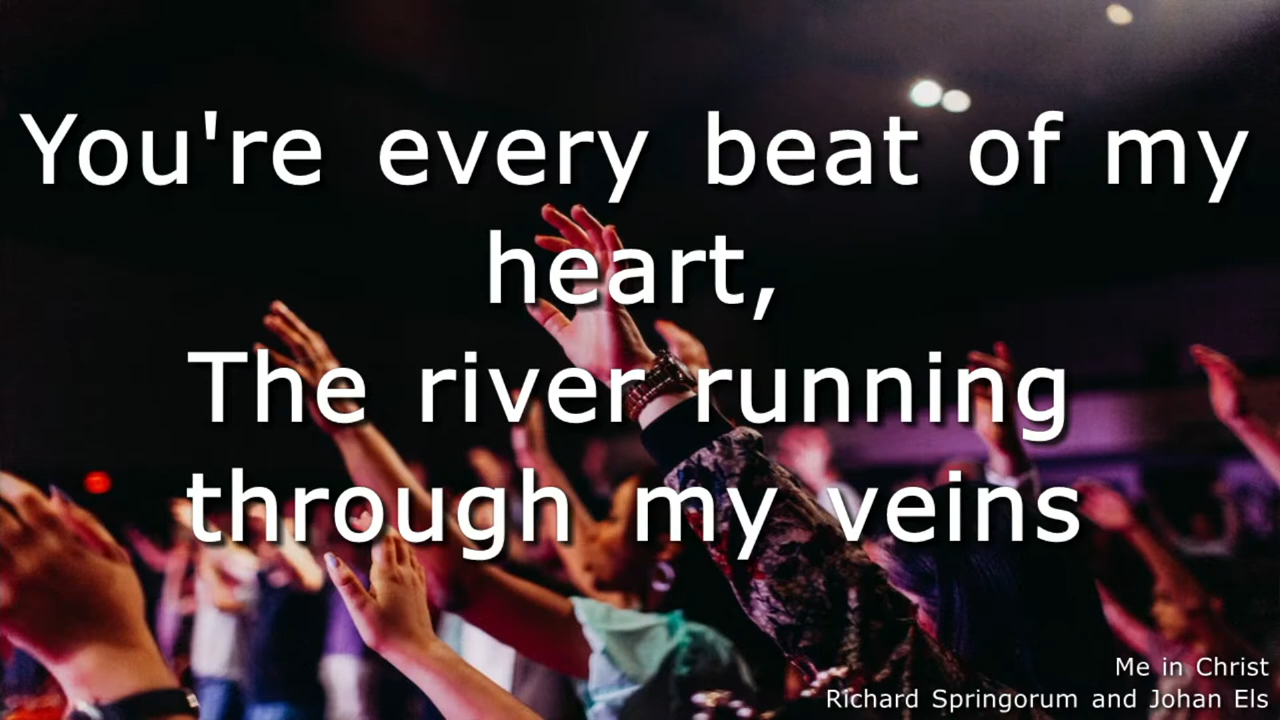 You're every beat of my
heart,
The river running
through my veins
Me in Christ
Richard Springorum and Johan Els